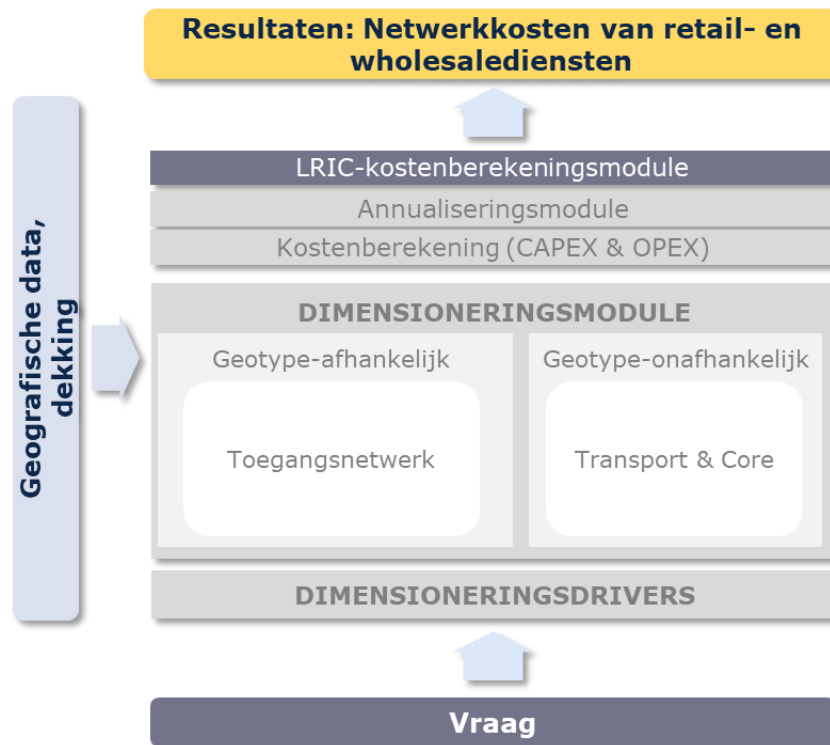 Resultaten: Netwerkkosten van retail- en
wholesalediensten
Geografische data,
dekking
LRIC-kostenberekeningsmodule
Annualiseringsmodule
Kostenberekening (CAPEX & OPEX)
DIMENSIONERINGSMODULE
Geotype-afhankelijk
Geotype-onafhankelijk
Toegangsnetwerk
Transport & Core
DIMENSIONERINGSDRIVERS
Vraag